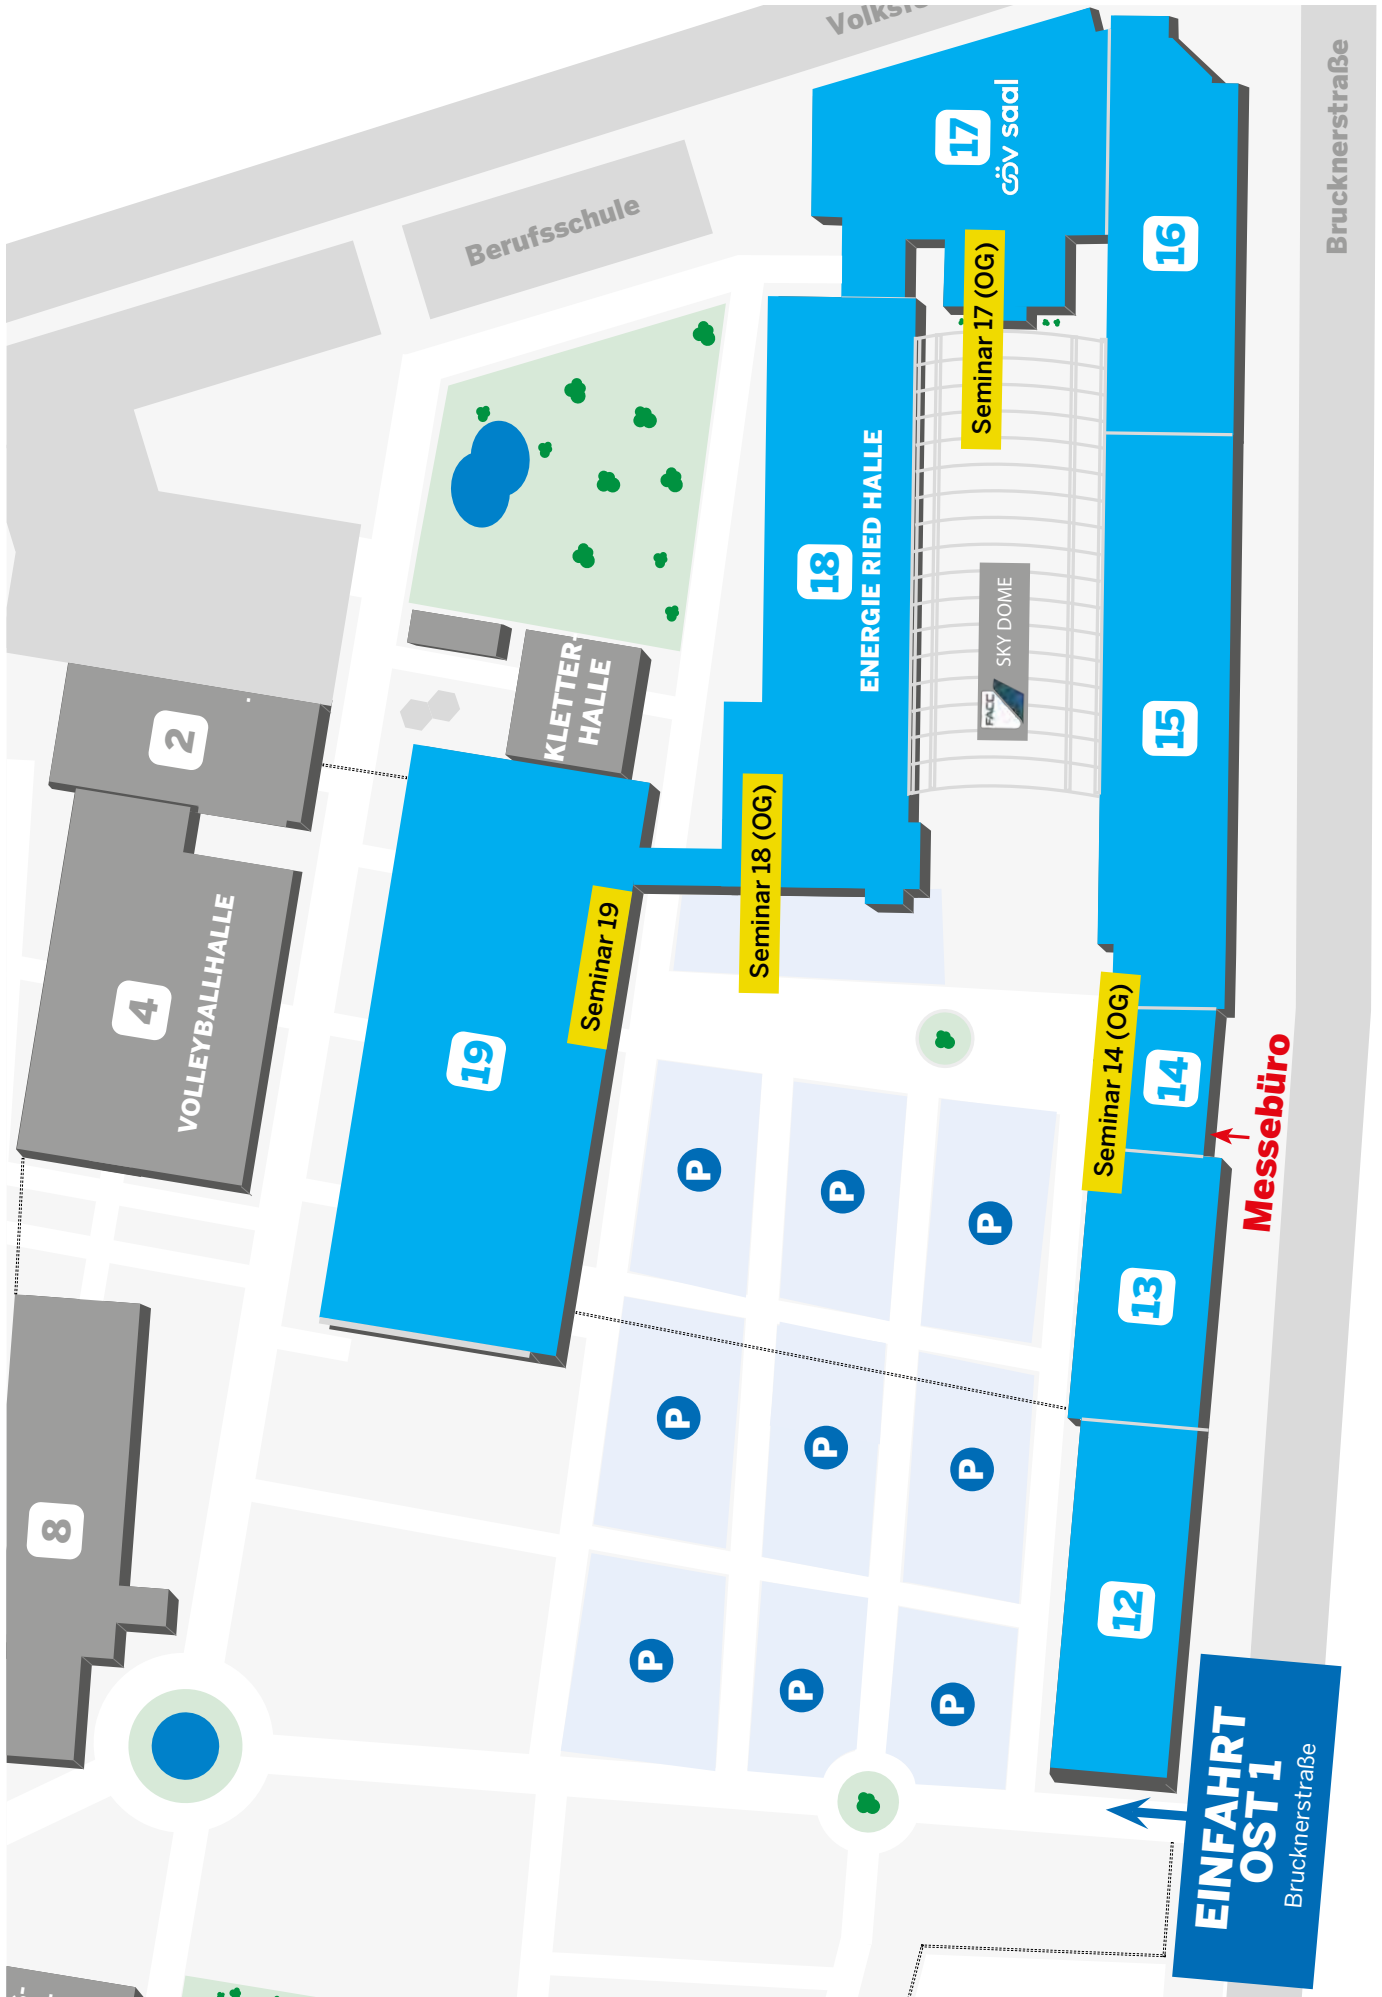 Brucknerstraße
Berufsschule
17
öv saal
16
Seminar 17 (OG)
18
ENERGIE RIED HALLE
SKY DOME
FACC
15
KLETTER-
HALLE
2
4
VOLLEYBALLHALLE
19
Seminar 19
Seminar 18 (OG)
Seminar 14 (OG)
14
Messebüro
13
12
8
P
P
P
P
P
P
P
P
P
EINFAHRT
OST 1
Brucknerstraße